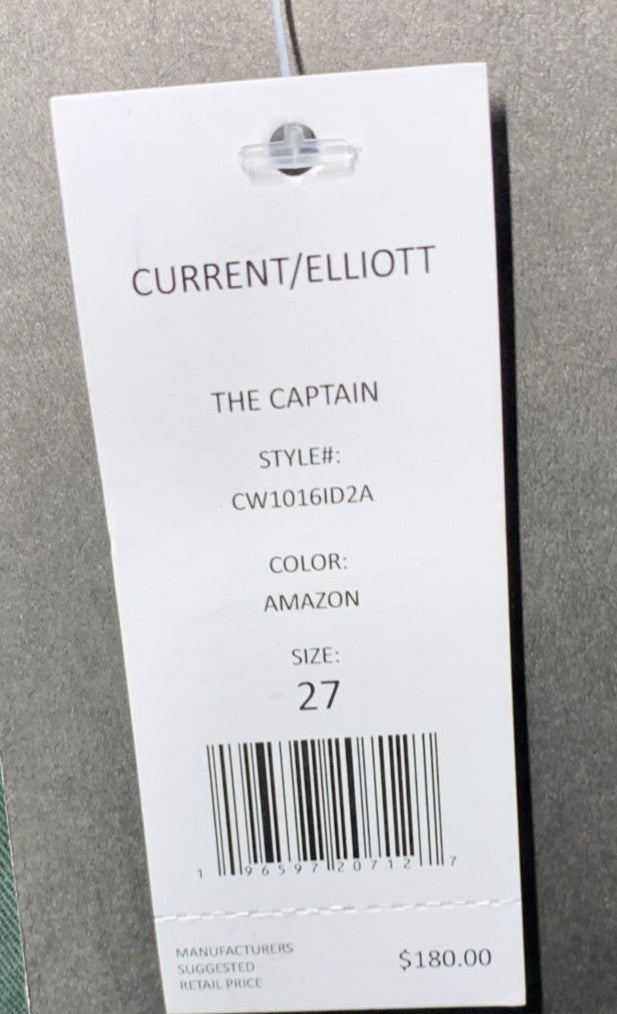 CURRENT/ELLIOTT
THE CAPTAIN
STYLE#:
CW1016ID2A
COLOR:
AMAZON
SIZE:
27
1 96597 20712 7
MANUFACTURERS
SUGGESTED
RETAIL PRICE
$180.00